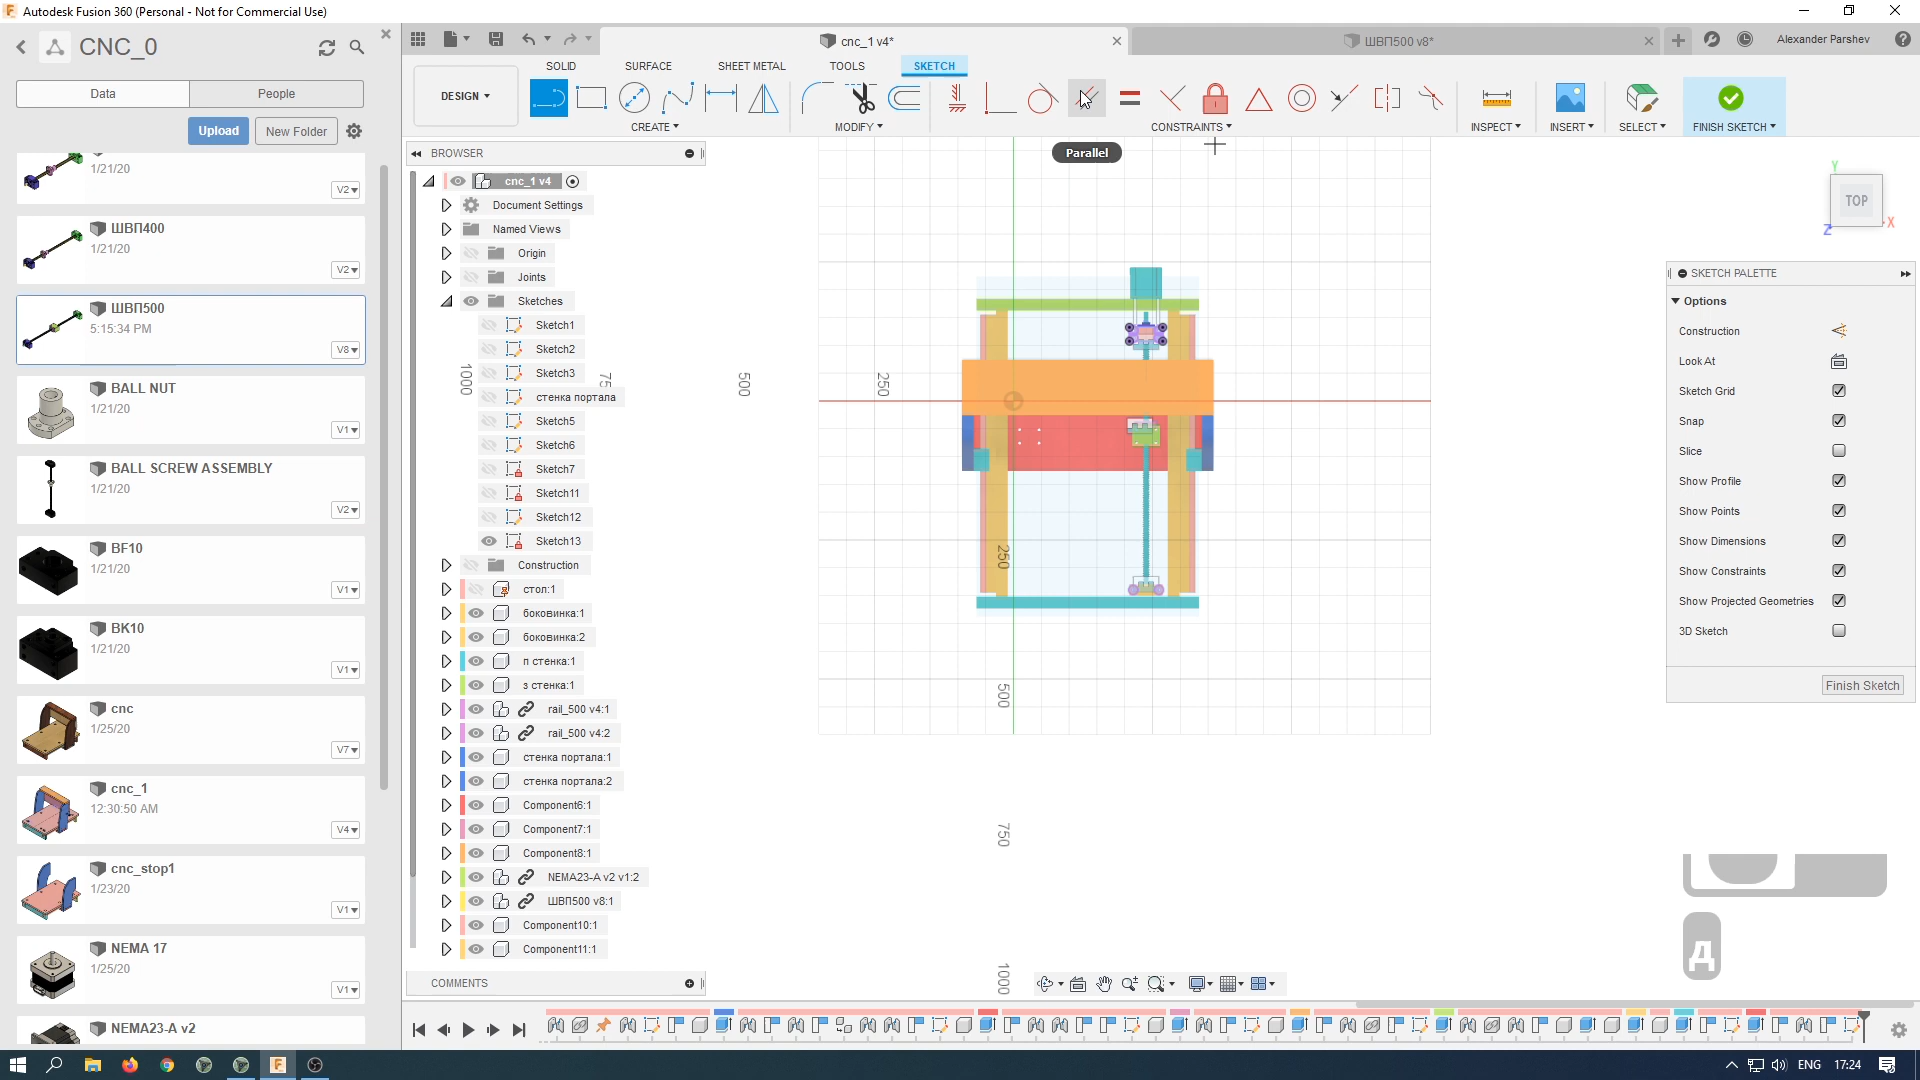 Autodesk Fusion 360 (Personal - Not for Commercial Use)
CNC_0
Data
People
Upload
New Folder
1/21/20
V2
ШВП400
1/21/20
V2
ШВП500
5:15:34 PM
V8
BALL NUT
1/21/20
V1
BALL SCREW ASSEMBLY
1/21/20
V2
BF10
1/21/20
V1
BK10
1/21/20
V1
cnc
1/25/20
V7
cnc_1
12:30:50 AM
V4
cnc_stop1
1/23/20
V1
NEMA 17
1/25/20
V1
NEMA23-A v2
cnc_1 v4*
ШВП500 v8*
Alexander Parshev
DESIGN
SOLID
SURFACE
SHEET METAL
TOOLS
SKETCH
CREATE
MODIFY
CONSTRAINTS
INSPECT
INSERT
SELECT
FINISH SKETCH
Parallel
BROWSER
cnc_1 v4
Document Settings
Named Views
Origin
Joints
Sketches
Sketch1
Sketch2
Sketch3
стенка портала
Sketch5
Sketch6
Sketch7
Sketch11
Sketch12
Sketch13
Construction
стол:1
боковинка:1
боковинка:2
п стенка:1
з стенка:1
rail_500 v4:1
rail_500 v4:2
стенка портала:1
стенка портала:2
Component6:1
Component7:1
Component8:1
NEMA23-A v2 v1:2
ШВП500 v8:1
Component10:1
Component11:1
COMMENTS
1000
75
500
250
250
500
750
1000
TOP
Y
X
Z
SKETCH PALETTE
Options
Construction
Look At
Sketch Grid
Snap
Slice
Show Profile
Show Points
Show Dimensions
Show Constraints
Show Projected Geometries
3D Sketch
Finish Sketch
Д
ENG
17:24